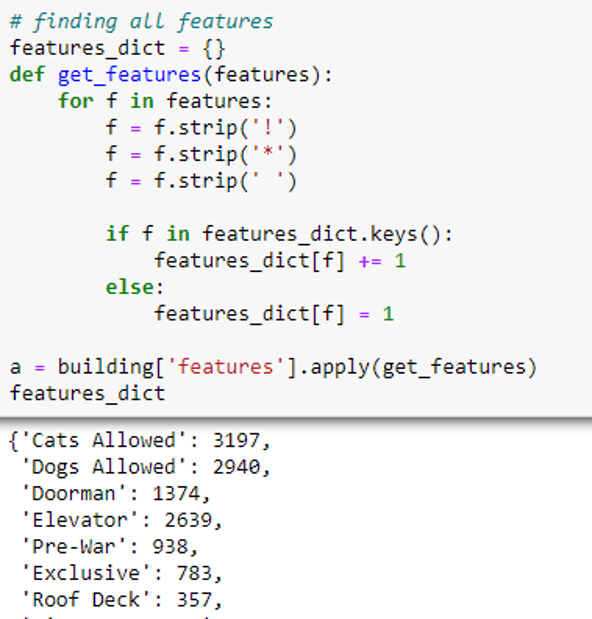 # finding all features
features_dict = {}
def get_features(features):
    for f in features:
        f = f.strip('!')
        f = f.strip('*')
        f = f.strip(' ')

        if f in features_dict.keys():
            features_dict[f] += 1
        else:
            features_dict[f] = 1

a = building['features'].apply(get_features)
features_dict
{'Cats Allowed': 3197,
 'Dogs Allowed': 2940,
 'Doorman': 1374,
 'Elevator': 2639,
 'Pre-War': 938,
 'Exclusive': 783,
 'Roof Deck': 357,